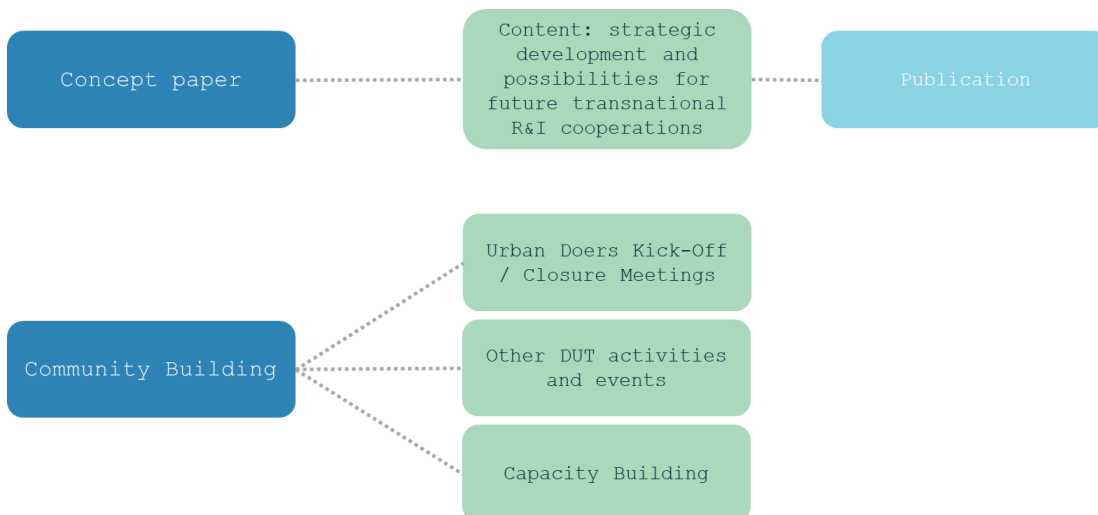 Concept paper
Content: strategic
development and
possibilities for
future transnational
R&I cooperations
Publication
Community Building
Urban Doers Kick-Off
/ Closure Meetings
Other DUT activities
and events
Capacity Building